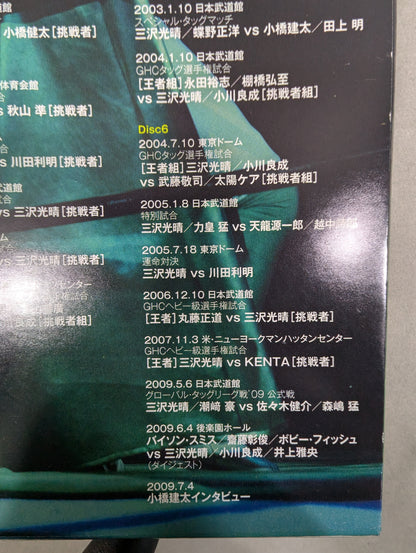 小橋健太[挑戦者]
体育会館
秋山 準[挑戦者]
川田利明[挑戦者]
武道館
三沢光晴[挑戦者]
三沢光晴[挑戦者]
2003.1.10 日本武道館
スペシャル・タッグマッチ
三沢光晴／蝶野正洋 vs 小橋建太／田上 明
2004.1.10 日本武道館
GHCタッグ選手権試合
[王者組]永田裕志／棚橋弘至
vs 三沢光晴／小川良成[挑戦者組]
Disc6
2004.7.10 東京ドーム
GHCタッグ選手権試合
[王者組]三沢光晴／小川良成
vs 武藤敬司／太陽ケア[挑戦者組]
2005.1.8 日本武道館
特別試合
三沢光晴／力皇 猛 vs 天龍源一郎／越中
2005.7.18 東京ドーム
運命対決
三沢光晴 vs 川田利明
2006.12.10 日本武道館
GHCヘビー級選手権試合
[王者]丸藤正道 vs 三沢光晴[挑戦者]
2007.11.3 米・ニューヨークマンハッタンセンター
GHCヘビー級選手権試合
[王者]三沢光晴 vs KENTA[挑戦者]
2009.5.6 日本武道館
グローバル・タッグリーグ戦'09 公式戦
三沢光晴／潮﨑 豪 vs 佐々木健介／森嶋 猛
2009.6.4 後楽園ホール
バイソン・スミス／齋藤彰俊／ボビー・フィッシュ
vs 三沢光晴／小川良成／井上雅央
(ダイジェスト)
2009.7.4
小橋建太インタビュー